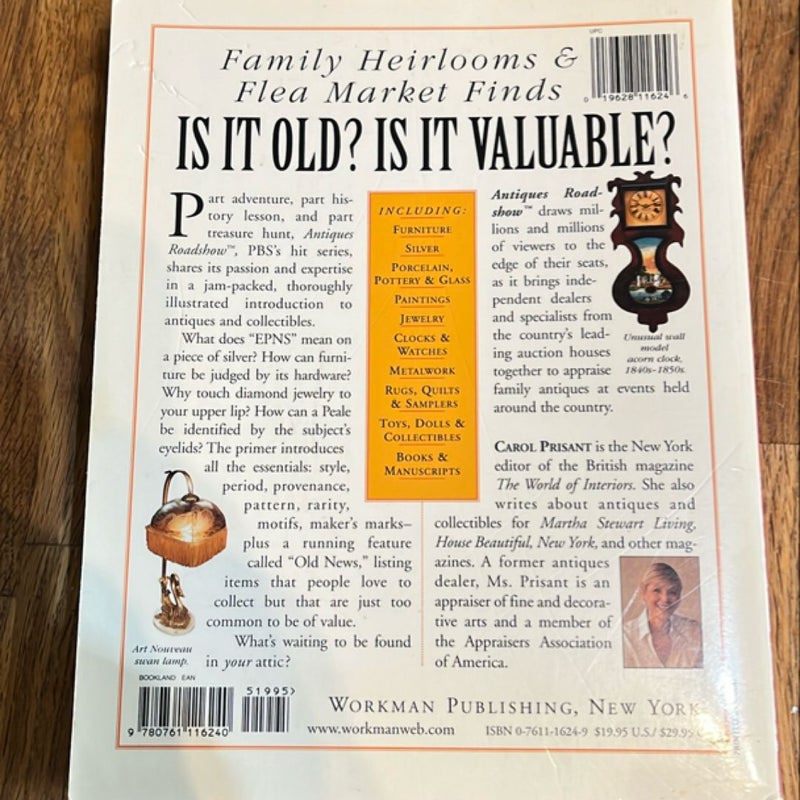 UPC
Family Heirlooms &
Flea Market Finds
0 19628 11624 6
IS IT OLD? IS IT VALUABLE?
Part adventure, part his-
tory lesson, and part
treasure hunt, Antiques
Roadshow™, PBS's hit series,
shares its passion and expertise
in a jam-packed, thoroughly
illustrated introduction to
antiques and collectibles.
What does "EPNS" mean on
a piece of silver? How can furni-
ture be judged by its hardware?
Why touch diamond jewelry to
your upper lip? How can a Peale
be identified by the subject's
eyelids? The primer introduces
all the essentials: style,
period, provenance,
pattern, rarity,
motifs, maker's marks–
plus a running feature
called "Old News," listing
items that people love to
collect but that are just too
common to be of value.
What's waiting to be found
in your attic?
Art Nouveau
swan lamp.
INCLUDING:
FURNITURE
SILVER
PORCELAIN,
POTTERY & GLASS
PAINTINGS
JEWELRY
CLOCKS &
WATCHES
METALWORK
RUGS, QUILTS
& SAMPLERS
TOYS, DOLLS &
COLLECTIBLES
BOOKS &
MANUSCRIPTS
Antiques Road-
show™ draws mil-
lions and millions
of viewers to the
edge of their seats,
as it brings inde-
pendent dealers
and specialists from
the country's lead-
ing auction houses
together to appraise
family antiques at events held
around the country.
Unusual wall
model
acorn clock,
1840s–1850s.
CAROL PRISANT is the New York
editor of the British magazine
The World of Interiors. She also
writes about antiques and
collectibles for Martha Stewart Living,
House Beautiful, New York, and other mag-
azines. A former antiques
dealer, Ms. Prisant is an
appraiser of fine and decora-
tive arts and a member of
the Appraisers Association
of America.
BOOKLAND EAN
51995>
9 780761 116240
WORKMAN PUBLISHING, NEW YORK
www.workmanweb.com ISBN 0-7611-1624-9 $19.95 U.S./ $29.95